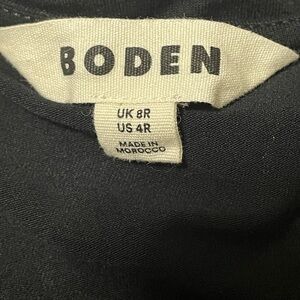 BODEN
UK 8R
US 4R
MADE IN
MOROCCO